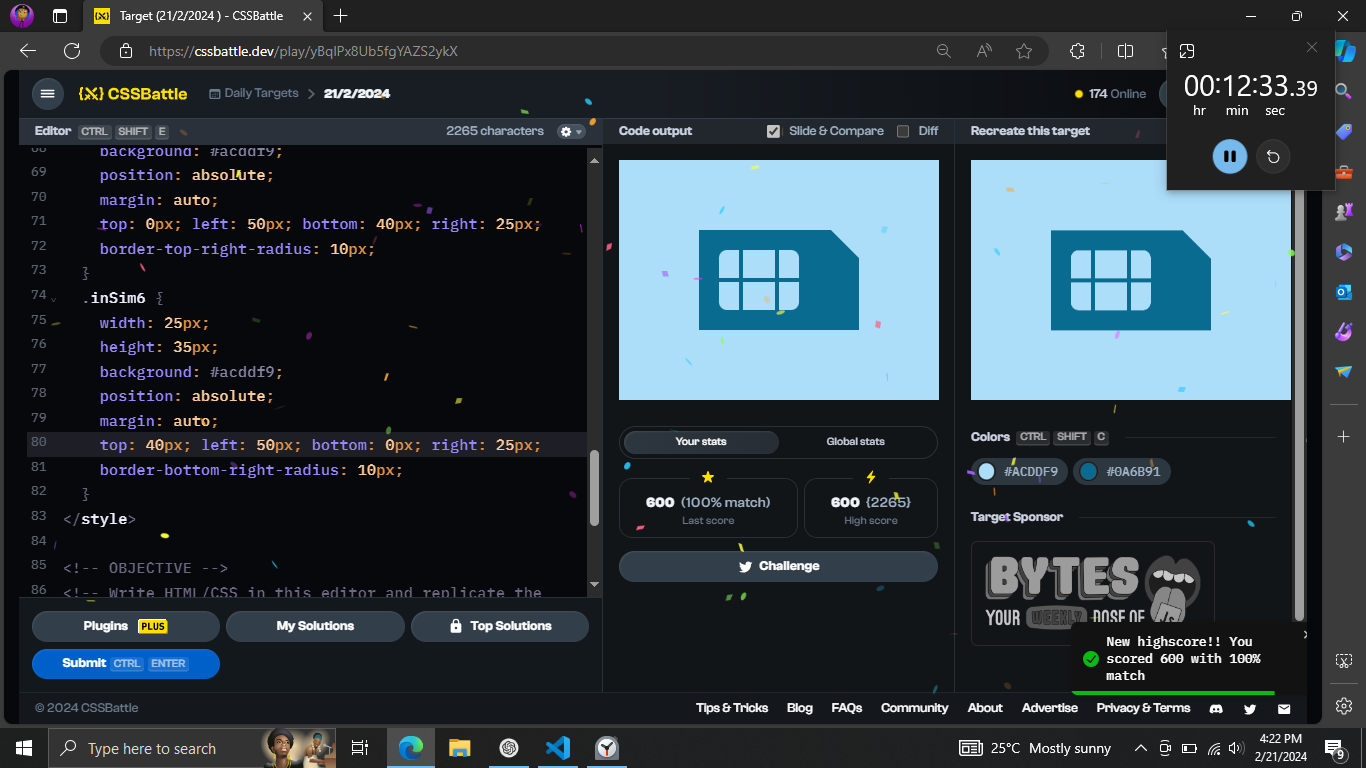 Target (21/2/2024 ) - CSSBattle
https://cssbattle.dev/play/yBqIPx8Ub5fgYAZS2ykX
00:12:33.39
hr min sec
{X} CSSBattle
Daily Targets > 21/2/2024
174 Online
Editor CTRL SHIFT E
2265 characters
Code output
Slide & Compare
Diff
Recreate this target
68 background: #acddf9;
69 position: absolute;
70 margin: auto;
71 top: 0px; left: 50px; bottom: 40px; right: 25px;
72 border-top-right-radius: 10px;
73 }
74 .inSim6 {
75 width: 25px;
76 height: 35px;
77 background: #acddf9;
78 position: absolute;
79 margin: auto;
80 top: 40px; left: 50px; bottom: 0px; right: 25px;
81 border-bottom-right-radius: 10px;
82 }
83 </style>
84
85 <!-- OBJECTIVE -->
86 <!-- Write HTML/CSS in this editor and replicate the
Your stats
Global stats
600 (100% match)
Last score
600 {2265}
High score
Challenge
Colors CTRL SHIFT C
#ACDDF9
#0A6B91
Target Sponsor
BYTES
YOUR WEEKLY DOSE OF JS
Plugins PLUS
My Solutions
Top Solutions
Submit CTRL ENTER
New highscore!! You
scored 600 with 100%
match
© 2024 CSSBattle
Tips & Tricks
Blog
FAQs
Community
About
Advertise
Privacy & Terms
Type here to search
25°C Mostly sunny
4:22 PM
2/21/2024
9